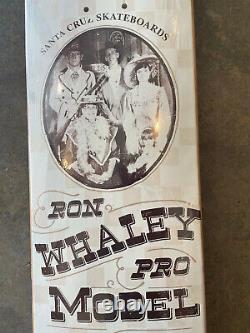 SANTA CRUZ SKATEBOARDS
RON
WHALEY
PRO
MODEL